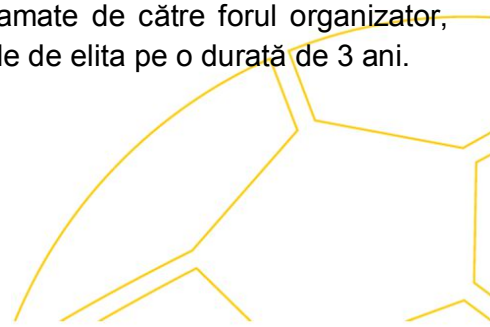 amate de către forul organizator,
le de elita pe o durată de 3 ani.